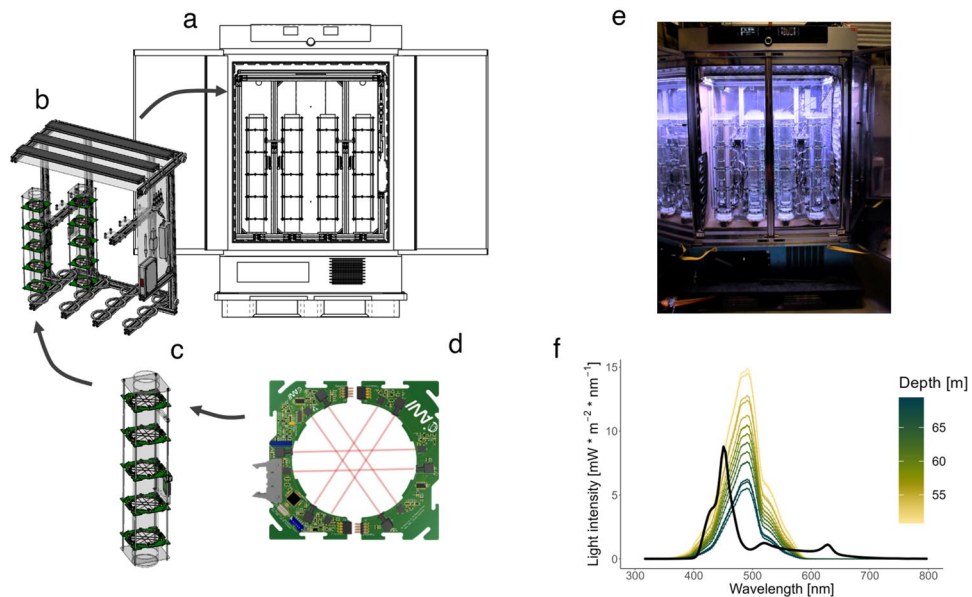 a
e
b
c
d
f
15
10
5
0
Light intensity [mW * m⁻² * nm⁻¹]
300 400 500 600 700 800
Wavelength [nm]
Depth [m]
65
60
55